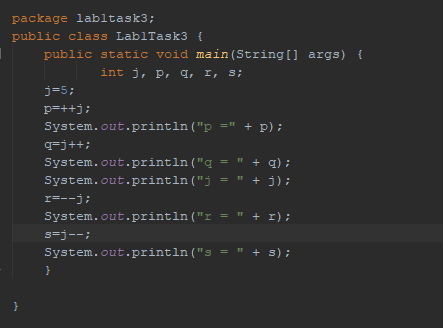 package lab1task3;
public class Lab1Task3 {
public static void main(String[] args) {
int j, p, q, r, s;
j=5;
p=++j;
System.out.println("p =" + p);
q=j++;
System.out.println("q = " + q);
System.out.println("j = " + j);
r=--j;
System.out.println("r = " + r);
s=j--;
System.out.println("s = " + s);
}
}